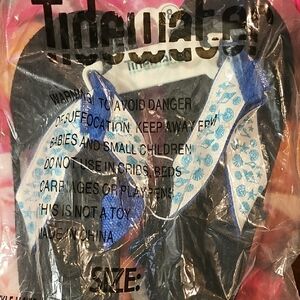 Tidewater
WARNING! TO AVOID DANGER
OF SUFFOCATION, KEEP AWAY FROM
BABIES AND SMALL CHILDREN
DO NOT USE IN CRIBS, BEDS
CARRIAGES OR PLAYPENS
THIS IS NOT A TOY
MADE IN CHINA
SIZE: